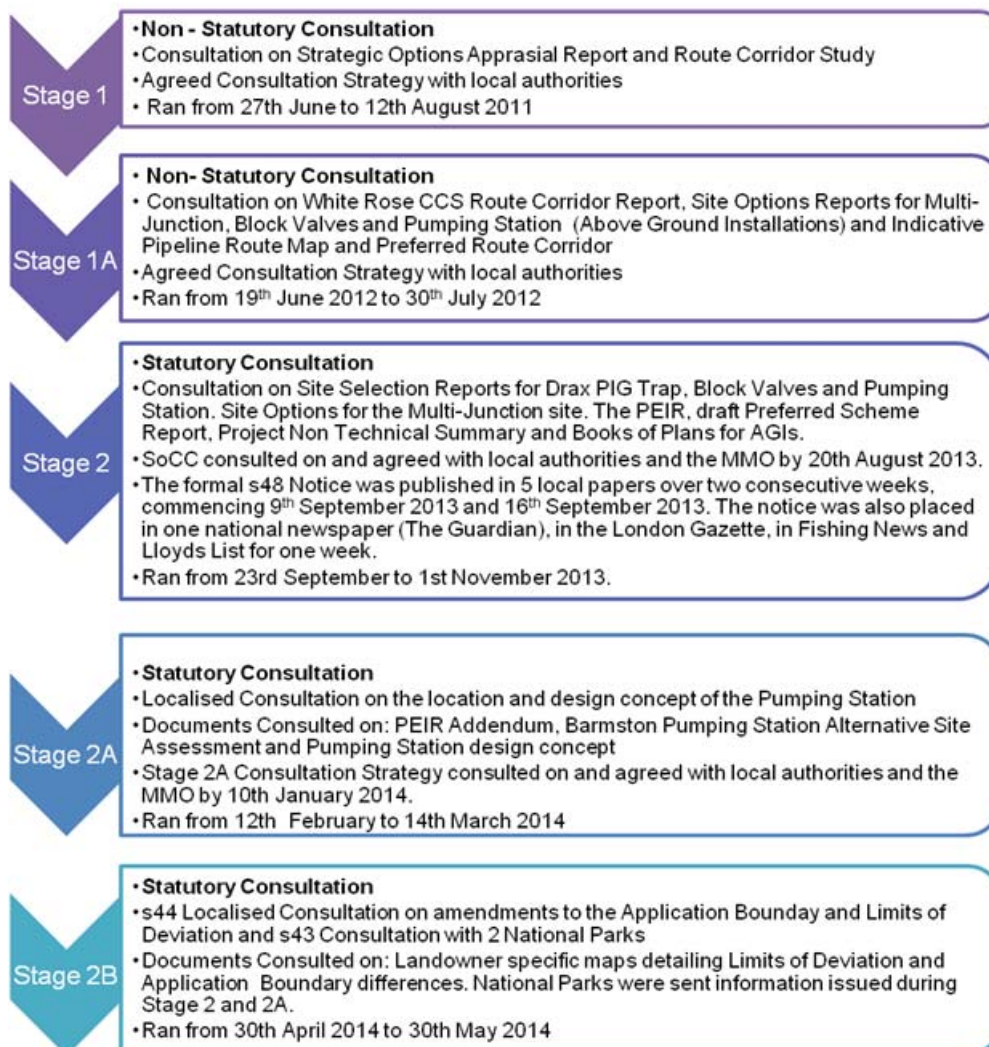 Stage 1
•Non - Statutory Consultation
•Consultation on Strategic Options Apprasial Report and Route Corridor Study
•Agreed Consultation Strategy with local authorities
• Ran from 27th June to 12th August 2011
Stage 1A
• Non- Statutory Consultation
• Consultation on White Rose CCS Route Corridor Report, Site Options Reports for Multi-
Junction, Block Valves and Pumping Station (Above Ground Installations) and Indicative
Pipeline Route Map and Preferred Route Corridor
•Agreed Consultation Strategy with local authorities
•Ran from 19th June 2012 to 30th July 2012
Stage 2
•Statutory Consultation
•Consultation on Site Selection Reports for Drax PIG Trap, Block Valves and Pumping
Station. Site Options for the Multi-Junction site. The PEIR, draft Preferred Scheme
Report, Project Non Technical Summary and Books of Plans for AGIs.
•SoCC consulted on and agreed with local authorities and the MMO by 20th August 2013.
•The formal s48 Notice was published in 5 local papers over two consecutive weeks,
commencing 9th September 2013 and 16th September 2013. The notice was also placed
in one national newspaper (The Guardian), in the London Gazette, in Fishing News and
Lloyds List for one week.
•Ran from 23rd September to 1st November 2013.
Stage 2A
•Statutory Consultation
•Localised Consultation on the location and design concept of the Pumping Station
•Documents Consulted on: PEIR Addendum, Barmston Pumping Station Alternative Site
Assessment and Pumping Station design concept
•Stage 2A Consultation Strategy consulted on and agreed with local authorities and the
MMO by 10th January 2014.
•Ran from 12th February to 14th March 2014
Stage 2B
•Statutory Consultation
•s44 Localised Consultation on amendments to the Application Bounday and Limits of
Deviation and s43 Consultation with 2 National Parks
•Documents Consulted on: Landowner specific maps detailing Limits of Deviation and
Application Boundary differences. National Parks were sent information issued during
Stage 2 and 2A.
•Ran from 30th April 2014 to 30th May 2014